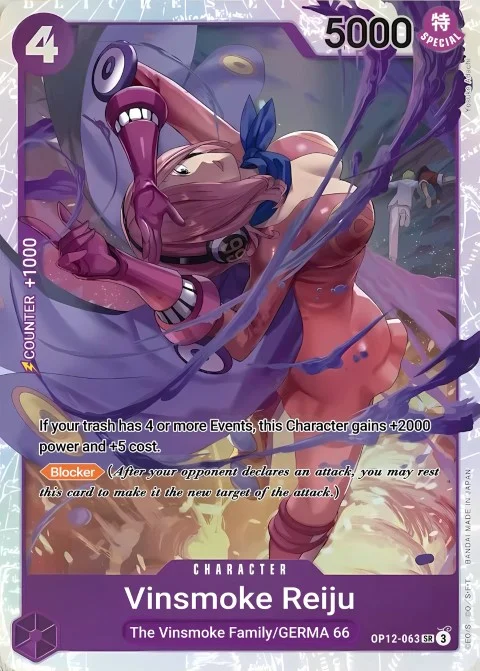 4
5000
特
SPECIAL
COUNTER +1000
66
If your trash has 4 or more Events, this Character gains +2000
power and +5 cost.
Blocker (After your opponent declares an attack, you may rest
this card to make it the new target of the attack.)
CHARACTER
Vinsmoke Reiju
The Vinsmoke Family/GERMA 66
OP12-063 SR 3
BANDAI MADE IN JAPAN